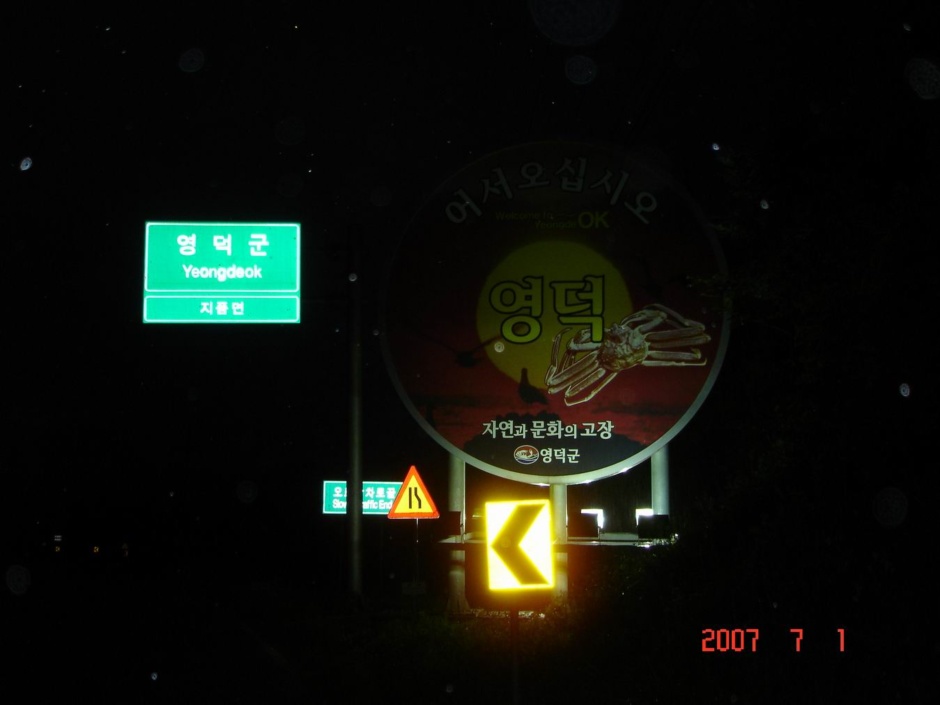 영덕군
Yeongdeok
지품면
어서오십시오
OK
영덕
자연과 문화의 고장
영덕군
2007 7 1